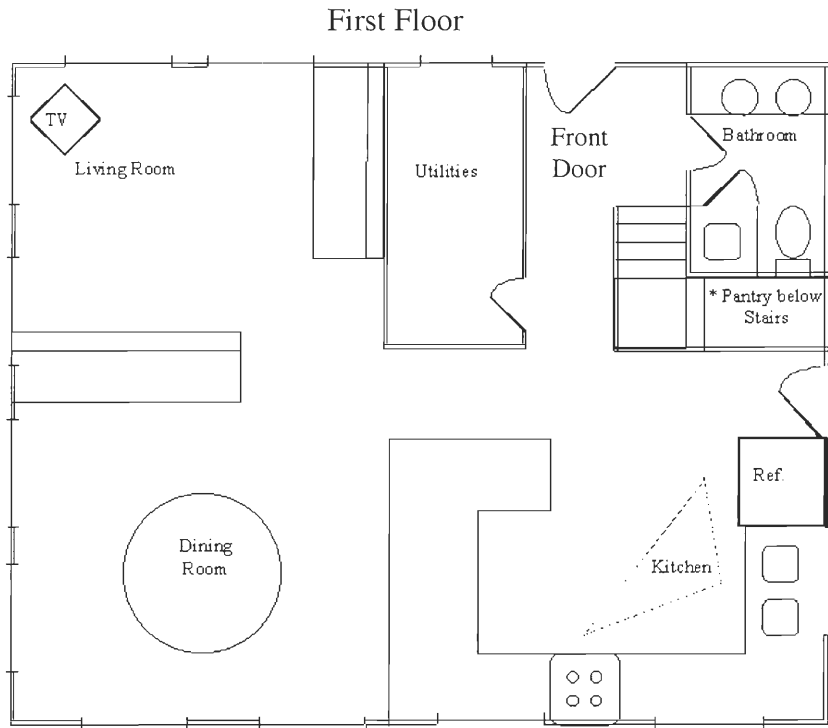 First Floor
TV
Living Room
Utilities
Front
Door
Bathroom
* Pantry below
Stairs
Ref.
Dining
Room
Kitchen